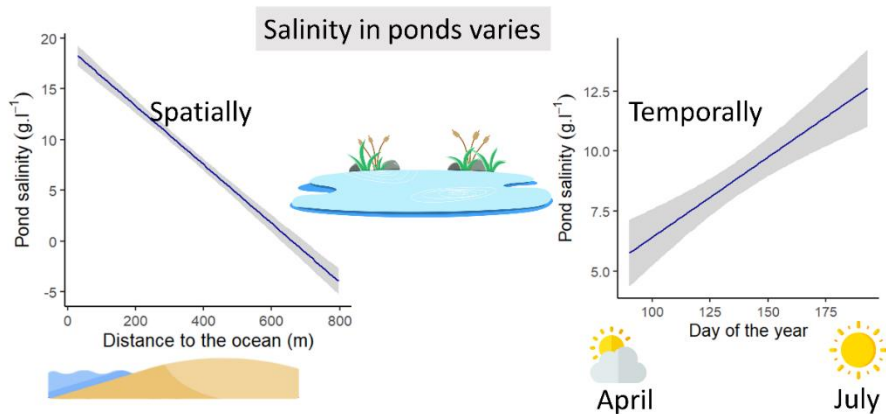 Salinity in ponds varies
Spatially
Pond salinity (g.l⁻¹)
20
15
10
5
0
-5
0
200
400
600
800
Distance to the ocean (m)
Temporally
Pond salinity (g.l⁻¹)
12.5
10.0
7.5
5.0
100
125
150
175
Day of the year
April
July